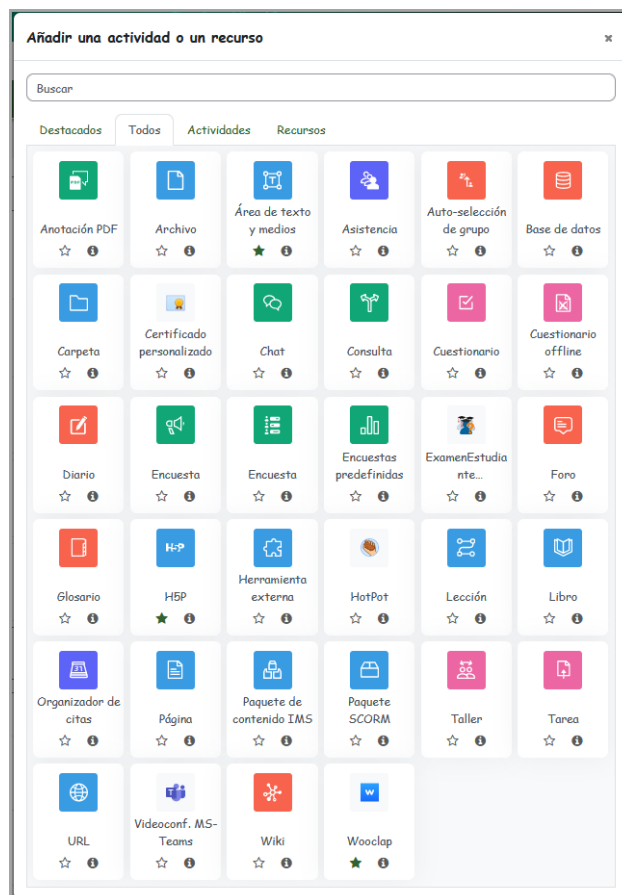 Añadir una actividad o un recurso
×
Buscar
Destacados Todos Actividades Recursos
PDF
Anotación PDF
Archivo
T
Área de texto
y medios
Asistencia
Auto-selección
de grupo
Base de datos
Carpeta
Certificado
personalizado
Chat
Consulta
Cuestionario
Cuestionario
offline
Diario
Encuesta
Encuesta
Encuestas
predefinidas
ExamenEstudia
nte...
Foro
Glosario
H5P
H5P
Herramienta
externa
HotPot
Lección
Libro
31
Organizador de
citas
Página
Paquete de
contenido IMS
Paquete
SCORM
Taller
Tarea
URL
T
Videoconf. MS-
Teams
Wiki
W
Wooclap